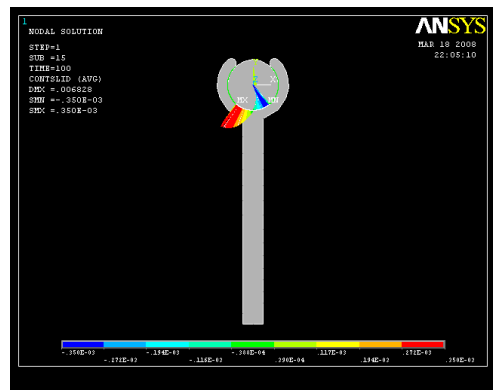 1
NODAL SOLUTION
ANSYS
MAR 18 2008
22:05:10
STEP=1
SUB =15
TIME=100
CONTSLID (AVG)
DMX =.006828
SMN =-.350E-03
SMX =.350E-03
Y
Z X
MX MN
-.350E-03 -.194E-03 -.388E-04 .117E-03 .272E-03
-.272E-03 -.116E-03 .390E-04 .194E-03 .350E-03